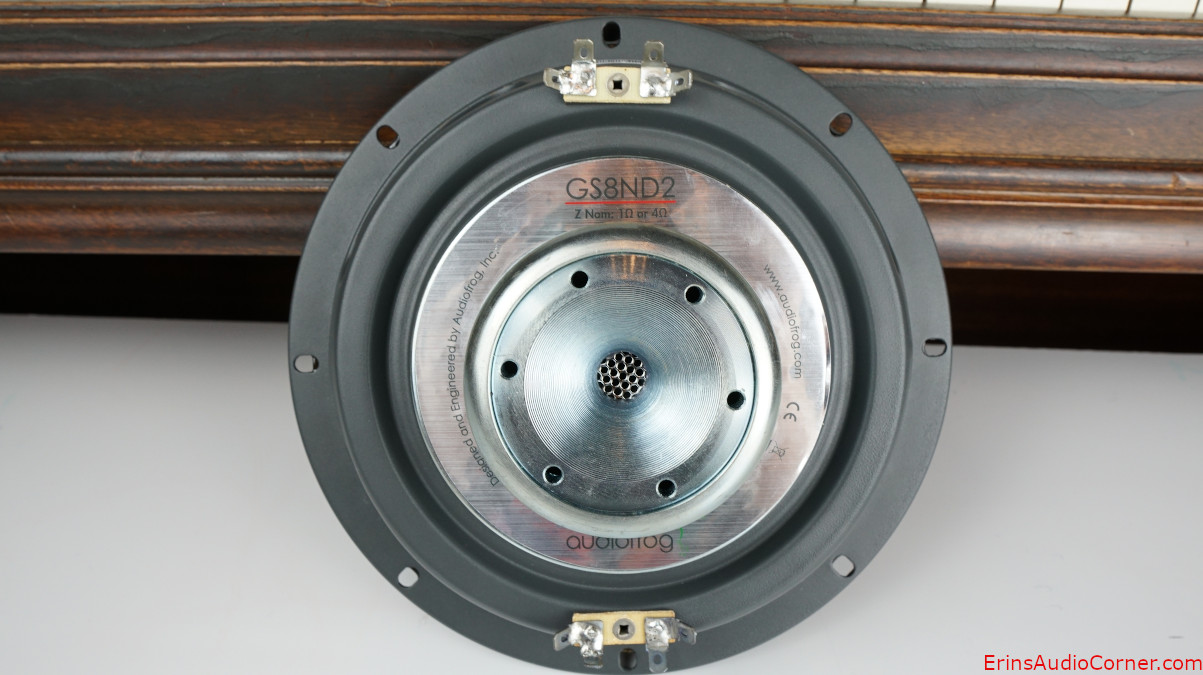 GS8ND2
Z Nom: 1Ω or 4Ω
Designed and Engineered by Audiofrog, Inc.
www.audiofrog.com
CE
audiofrog
ErinsAudioCorner.com